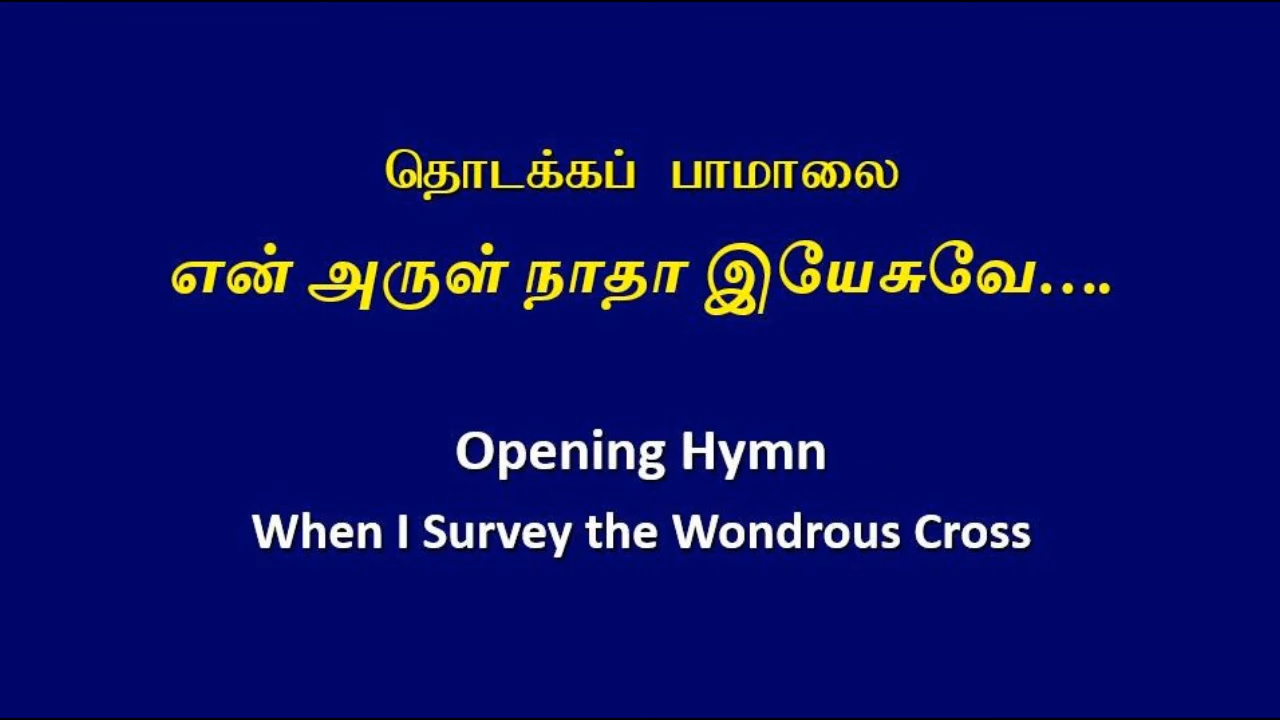 தொடக்கப் பாமாலை
என் அருள் நாதா இயேசுவே....
Opening Hymn
When I Survey the Wondrous Cross